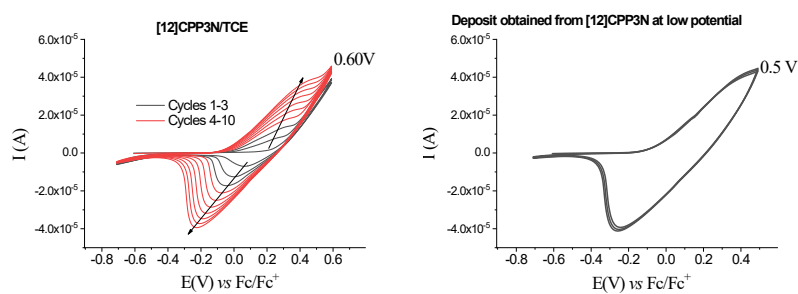 [12]CPP3N/TCE
6.0x10⁻⁵
4.0x10⁻⁵
2.0x10⁻⁵
0.0
-2.0x10⁻⁵
-4.0x10⁻⁵
I (A)
0.60V
Cycles 1-3
Cycles 4-10
-0.8 -0.6 -0.4 -0.2 0.0 0.2 0.4 0.6
E(V) vs Fc/Fc⁺
Deposit obtained from [12]CPP3N at low potential
6.0x10⁻⁵
4.0x10⁻⁵
2.0x10⁻⁵
0.0
-2.0x10⁻⁵
-4.0x10⁻⁵
I (A)
0.5 V
-0.8 -0.6 -0.4 -0.2 0.0 0.2 0.4
E(V) vs Fc/Fc⁺